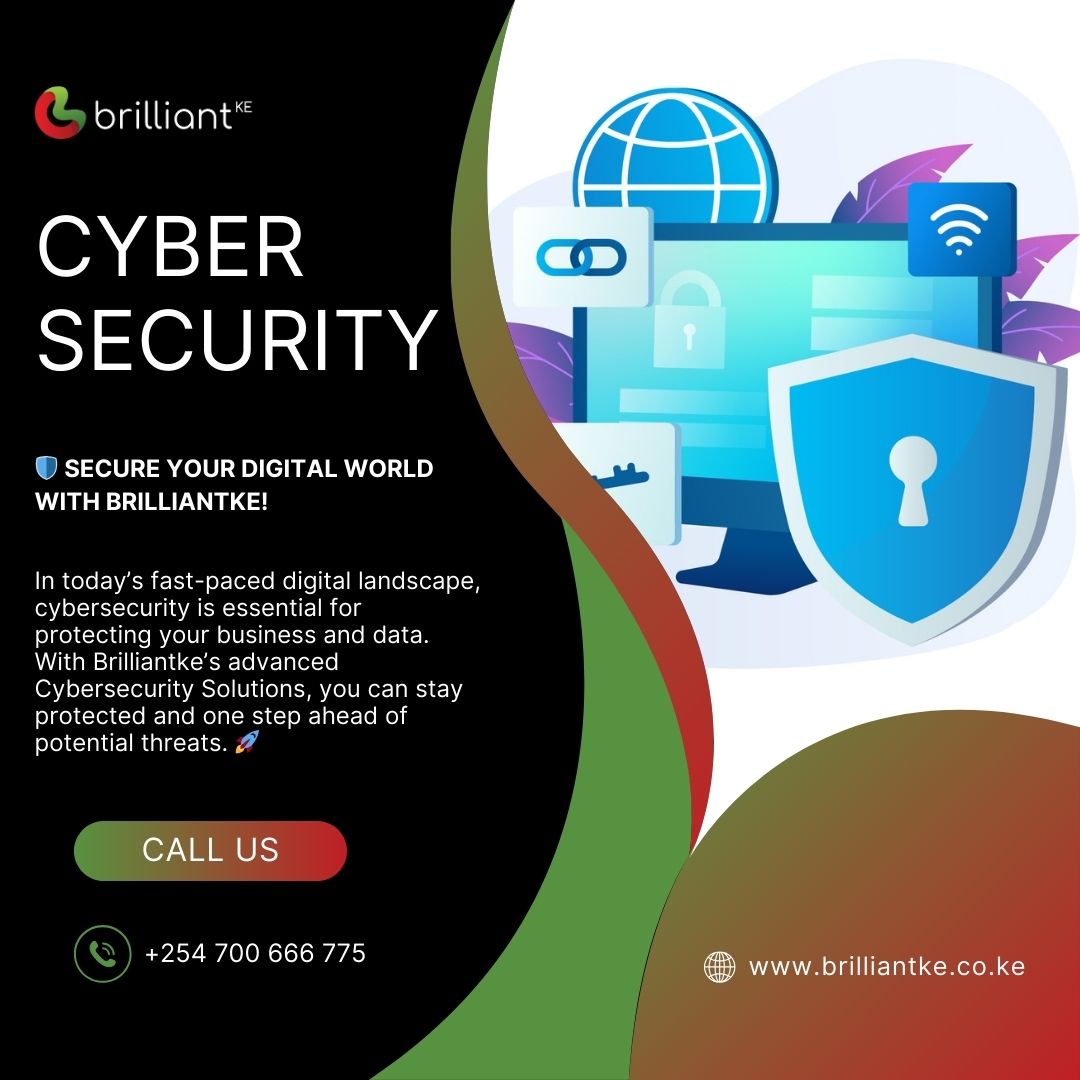 brilliant KE
CYBER
SECURITY
🛡️ SECURE YOUR DIGITAL WORLD
WITH BRILLIANTKE!
In today’s fast-paced digital landscape,
cybersecurity is essential for
protecting your business and data.
With Brilliantke’s advanced
Cybersecurity Solutions, you can stay
protected and one step ahead of
potential threats. 🚀
CALL US
+254 700 666 775
www.brilliantke.co.ke